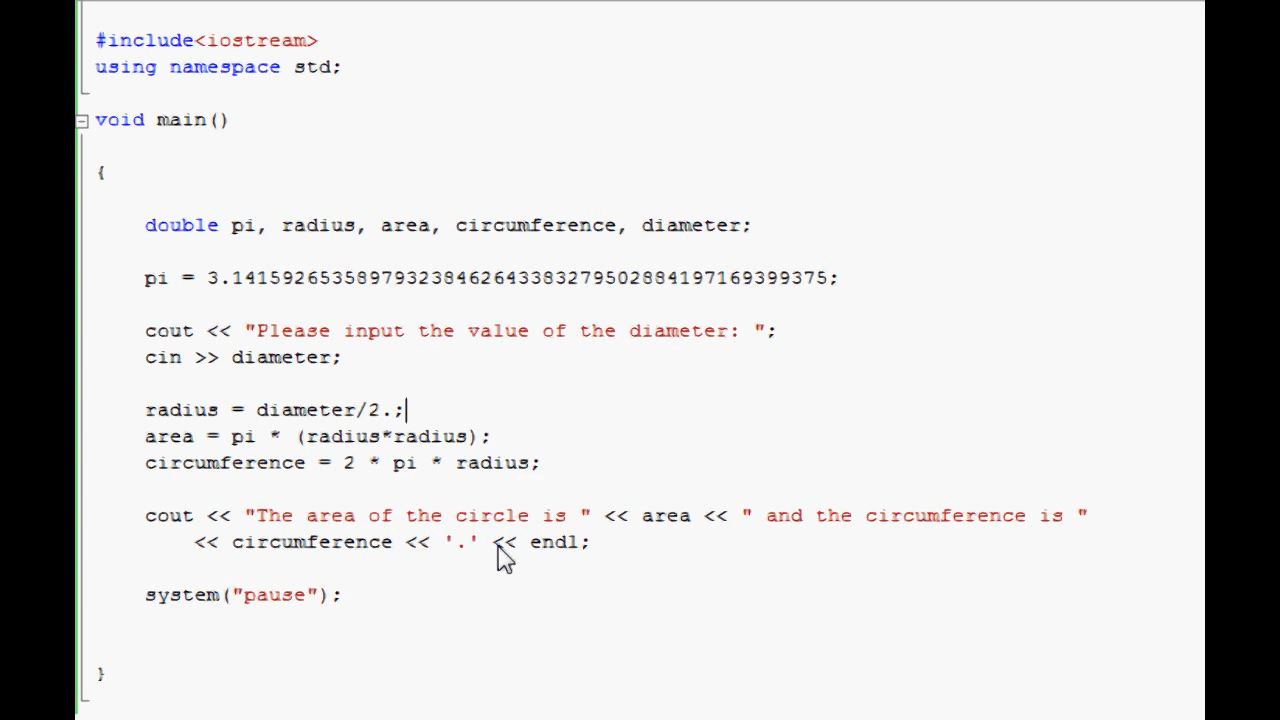 #include<iostream>
using namespace std;
void main()
{
double pi, radius, area, circumference, diameter;
pi = 3.141592653589793238462643383279502884197169399375;
cout << "Please input the value of the diameter: ";
cin >> diameter;
radius = diameter/2.;
area = pi * (radius*radius);
circumference = 2 * pi * radius;
cout << "The area of the circle is " << area << " and the circumference is "
<< circumference << '.' << endl;
system("pause");
}